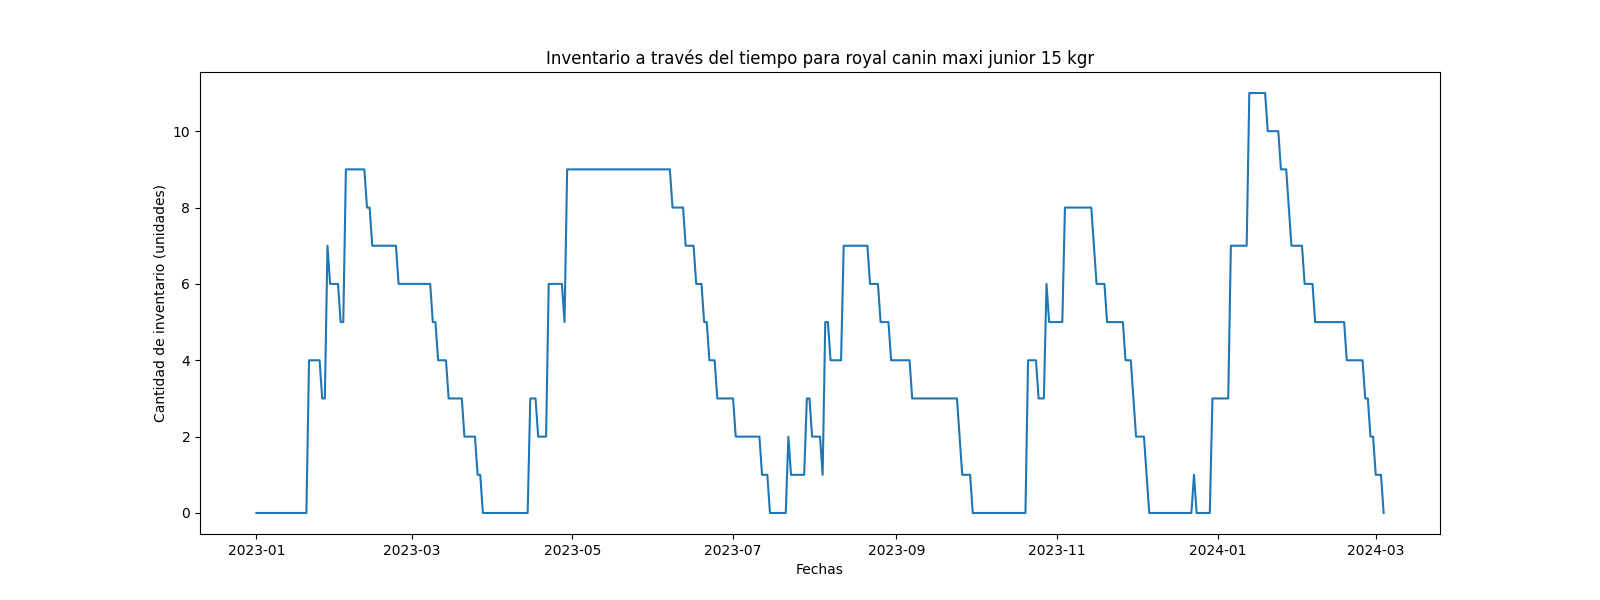 Inventario a través del tiempo para royal canin maxi junior 15 kgr
Cantidad de inventario (unidades)
10
8
6
4
2
0
2023-01 2023-03 2023-05 2023-07 2023-09 2023-11 2024-01 2024-03
Fechas